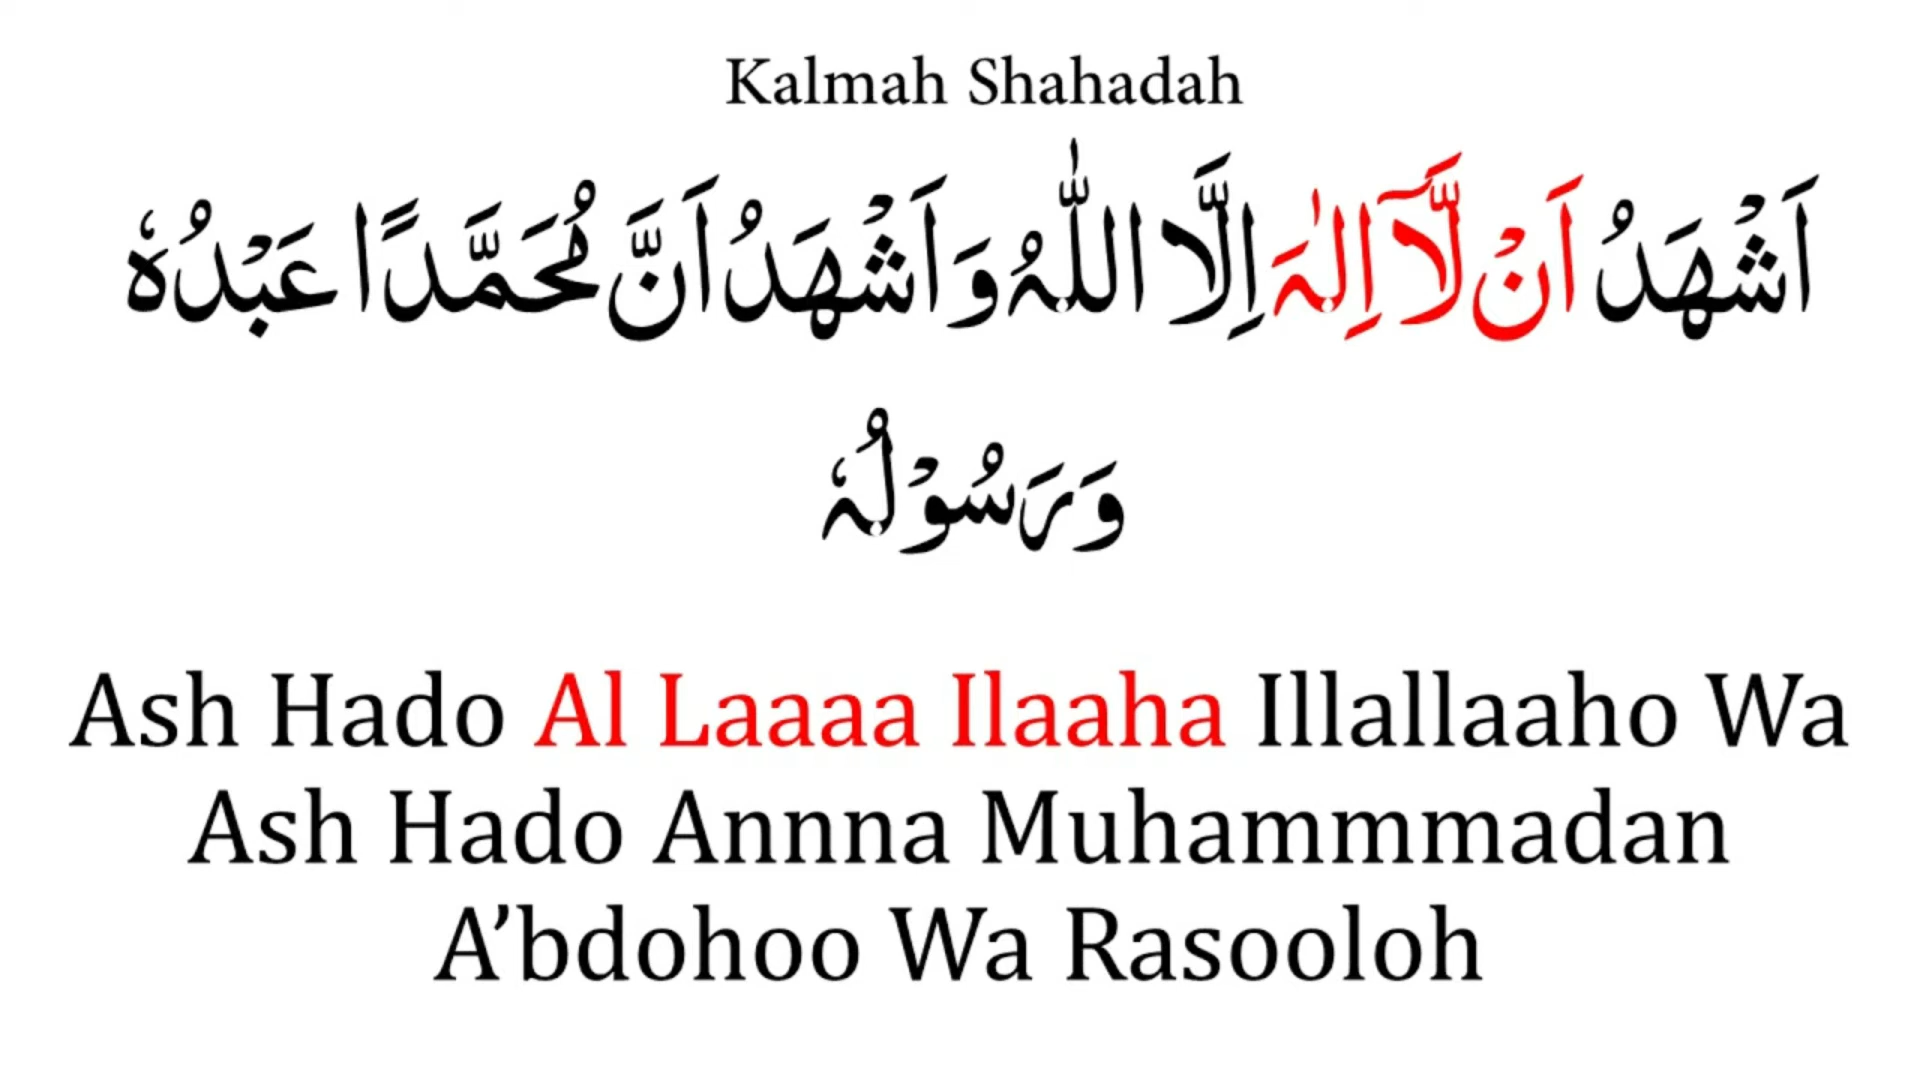 Kalmah Shahadah
اَشْهَدُ اَنْ لَّآ اِلٰہَ اِلَّا اللّٰہُ وَ اَشْهَدُ اَنَّ مُحَمَّدًا عَبْدُہٗ
وَ رَسُوْلُہٗ
Ash Hado Al Laaaa Ilaaha Illallaaho Wa
Ash Hado Annna Muhammmadan
A’bdohoo Wa Rasooloh